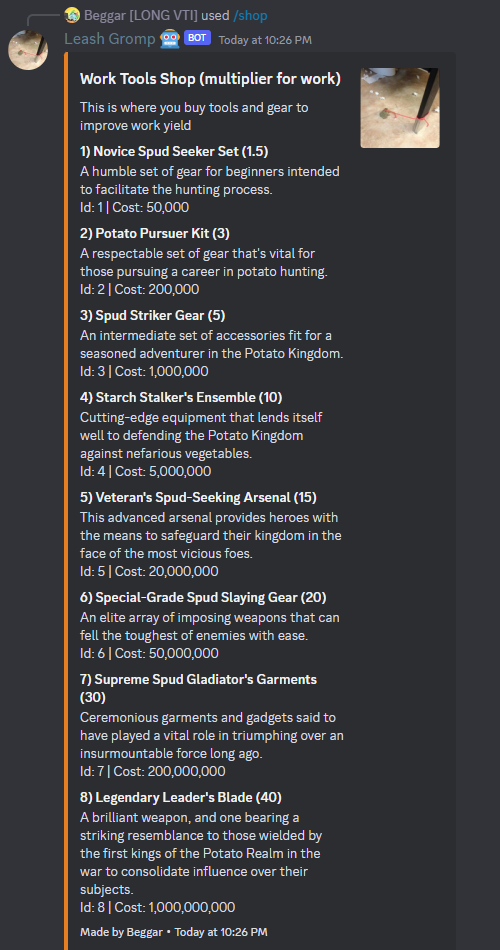 Beggar [LONG VTI] used /shop
Leash Gromp BOT Today at 10:26 PM
Work Tools Shop (multiplier for work)
This is where you buy tools and gear to
improve work yield
1) Novice Spud Seeker Set (1.5)
A humble set of gear for beginners intended
to facilitate the hunting process.
Id: 1 | Cost: 50,000
2) Potato Pursuer Kit (3)
A respectable set of gear that's vital for
those pursuing a career in potato hunting.
Id: 2 | Cost: 200,000
3) Spud Striker Gear (5)
An intermediate set of accessories fit for a
seasoned adventurer in the Potato Kingdom.
Id: 3 | Cost: 1,000,000
4) Starch Stalker's Ensemble (10)
Cutting-edge equipment that lends itself
well to defending the Potato Kingdom
against nefarious vegetables.
Id: 4 | Cost: 5,000,000
5) Veteran's Spud-Seeking Arsenal (15)
This advanced arsenal provides heroes with
the means to safeguard their kingdom in the
face of the most vicious foes.
Id: 5 | Cost: 20,000,000
6) Special-Grade Spud Slaying Gear (20)
An elite array of imposing weapons that can
fell the toughest of enemies with ease.
Id: 6 | Cost: 50,000,000
7) Supreme Spud Gladiator's Garments
(30)
Ceremonious garments and gadgets said to
have played a vital role in triumphing over an
insurmountable force long ago.
Id: 7 | Cost: 200,000,000
8) Legendary Leader's Blade (40)
A brilliant weapon, and one bearing a
striking resemblance to those wielded by
the first kings of the Potato Realm in the
war to consolidate influence over their
subjects.
Id: 8 | Cost: 1,000,000,000
Made by Beggar • Today at 10:26 PM